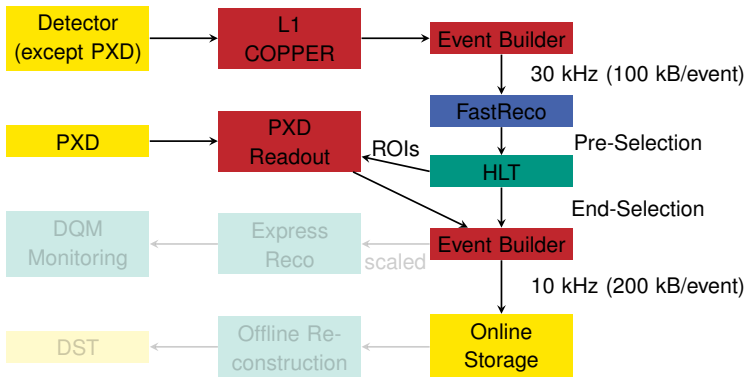 Detector
(except PXD)
L1
COPPER
Event Builder
30 kHz (100 kB/event)
FastReco
Pre-Selection
PXD
PXD
Readout
ROIs
HLT
End-Selection
DQM
Monitoring
Express
Reco
scaled
Event Builder
10 kHz (200 kB/event)
DST
Offline Re-
construction
Online
Storage